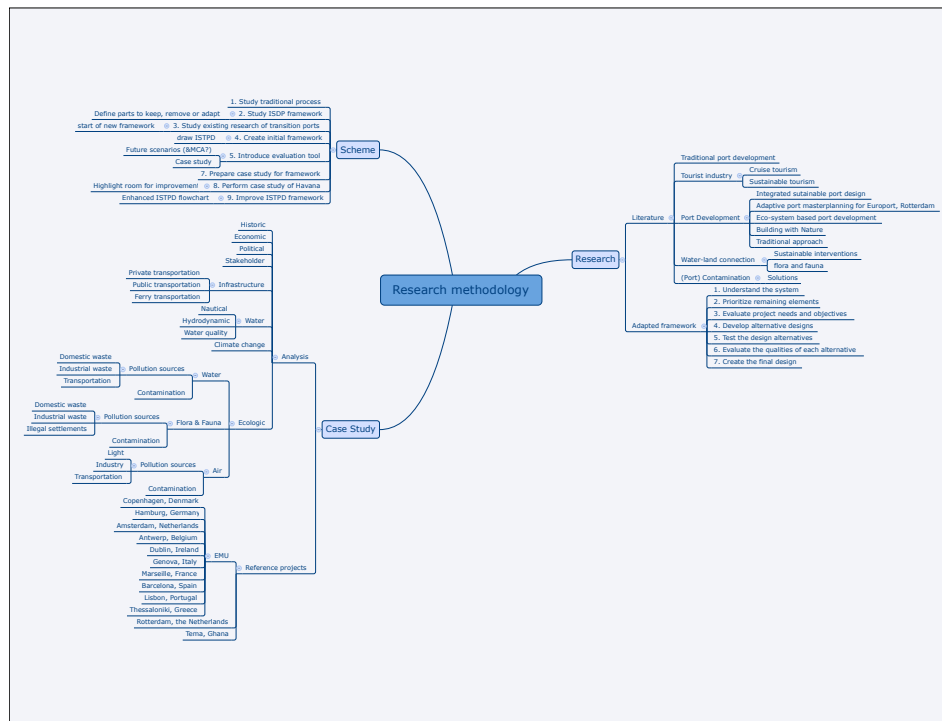 Research methodology
Scheme
1. Study traditional process
Define parts to keep, remove or adapt
2. Study ISDP framework
start of new framework
3. Study existing research of transition ports
draw ISTPD
4. Create initial framework
Future scenarios (&MCA?)
Case study
5. Introduce evaluation tool
7. Prepare case study for framework
Highlight room for improvement
8. Perform case study of Havana
Enhanced ISTPD flowchart
9. Improve ISTPD framework
Case Study
Analysis
Historic
Economic
Political
Stakeholder
Infrastructure
Private transportation
Public transportation
Ferry transportation
Water
Nautical
Hydrodynamic
Water quality
Climate change
Ecologic
Water
Pollution sources
Domestic waste
Industrial waste
Transportation
Contamination
Flora & Fauna
Pollution sources
Domestic waste
Industrial waste
Illegal settlements
Contamination
Air
Pollution sources
Light
Industry
Transportation
Contamination
Reference projects
EMU
Copenhagen, Denmark
Hamburg, Germany
Amsterdam, Netherlands
Antwerp, Belgium
Dublin, Ireland
Genova, Italy
Marseille, France
Barcelona, Spain
Lisbon, Portugal
Thessaloniki, Greece
Rotterdam, the Netherlands
Tema, Ghana
Research
Literature
Traditional port development
Tourist industry
Cruise tourism
Sustainable tourism
Port Development
Integrated sutainable port design
Adaptive port masterplanning for Europort, Rotterdam
Eco-system based port development
Building with Nature
Traditional approach
Water-land connection
Sustainable interventions
flora and fauna
(Port) Contamination
Solutions
Adapted framework
1. Understand the system
2. Prioritize remaining elements
3. Evaluate project needs and objectives
4. Develop alternative designs
5. Test the design alternatives
6. Evaluate the qualities of each alternative
7. Create the final design